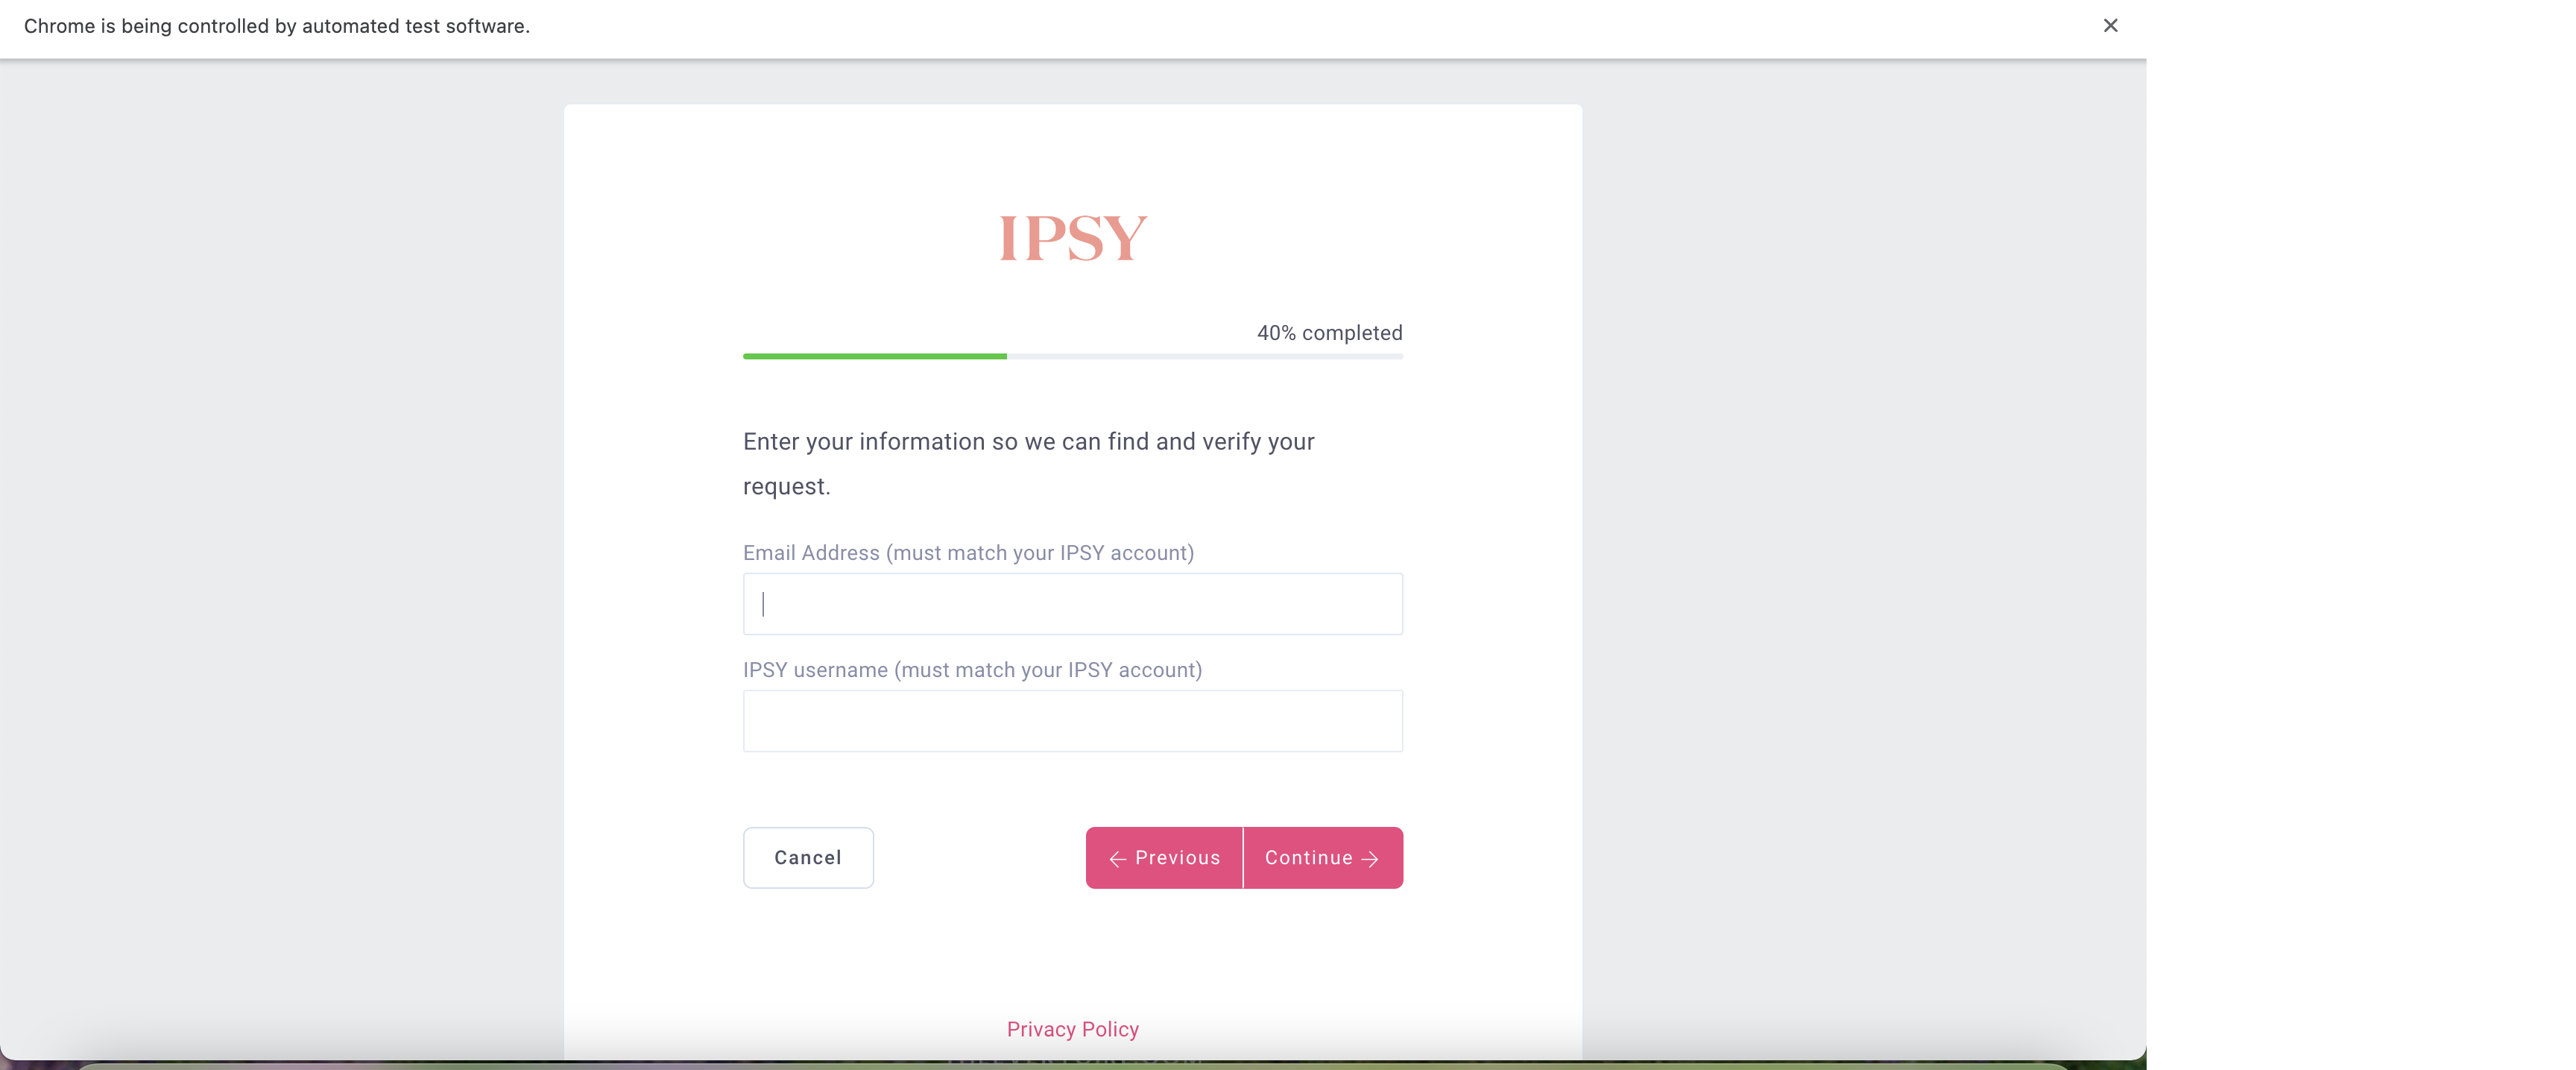 Chrome is being controlled by automated test software.
IPSY
40% completed
Enter your information so we can find and verify your
request.
Email Address (must match your IPSY account)
IPSY username (must match your IPSY account)
Cancel
← Previous
Continue →
Privacy Policy